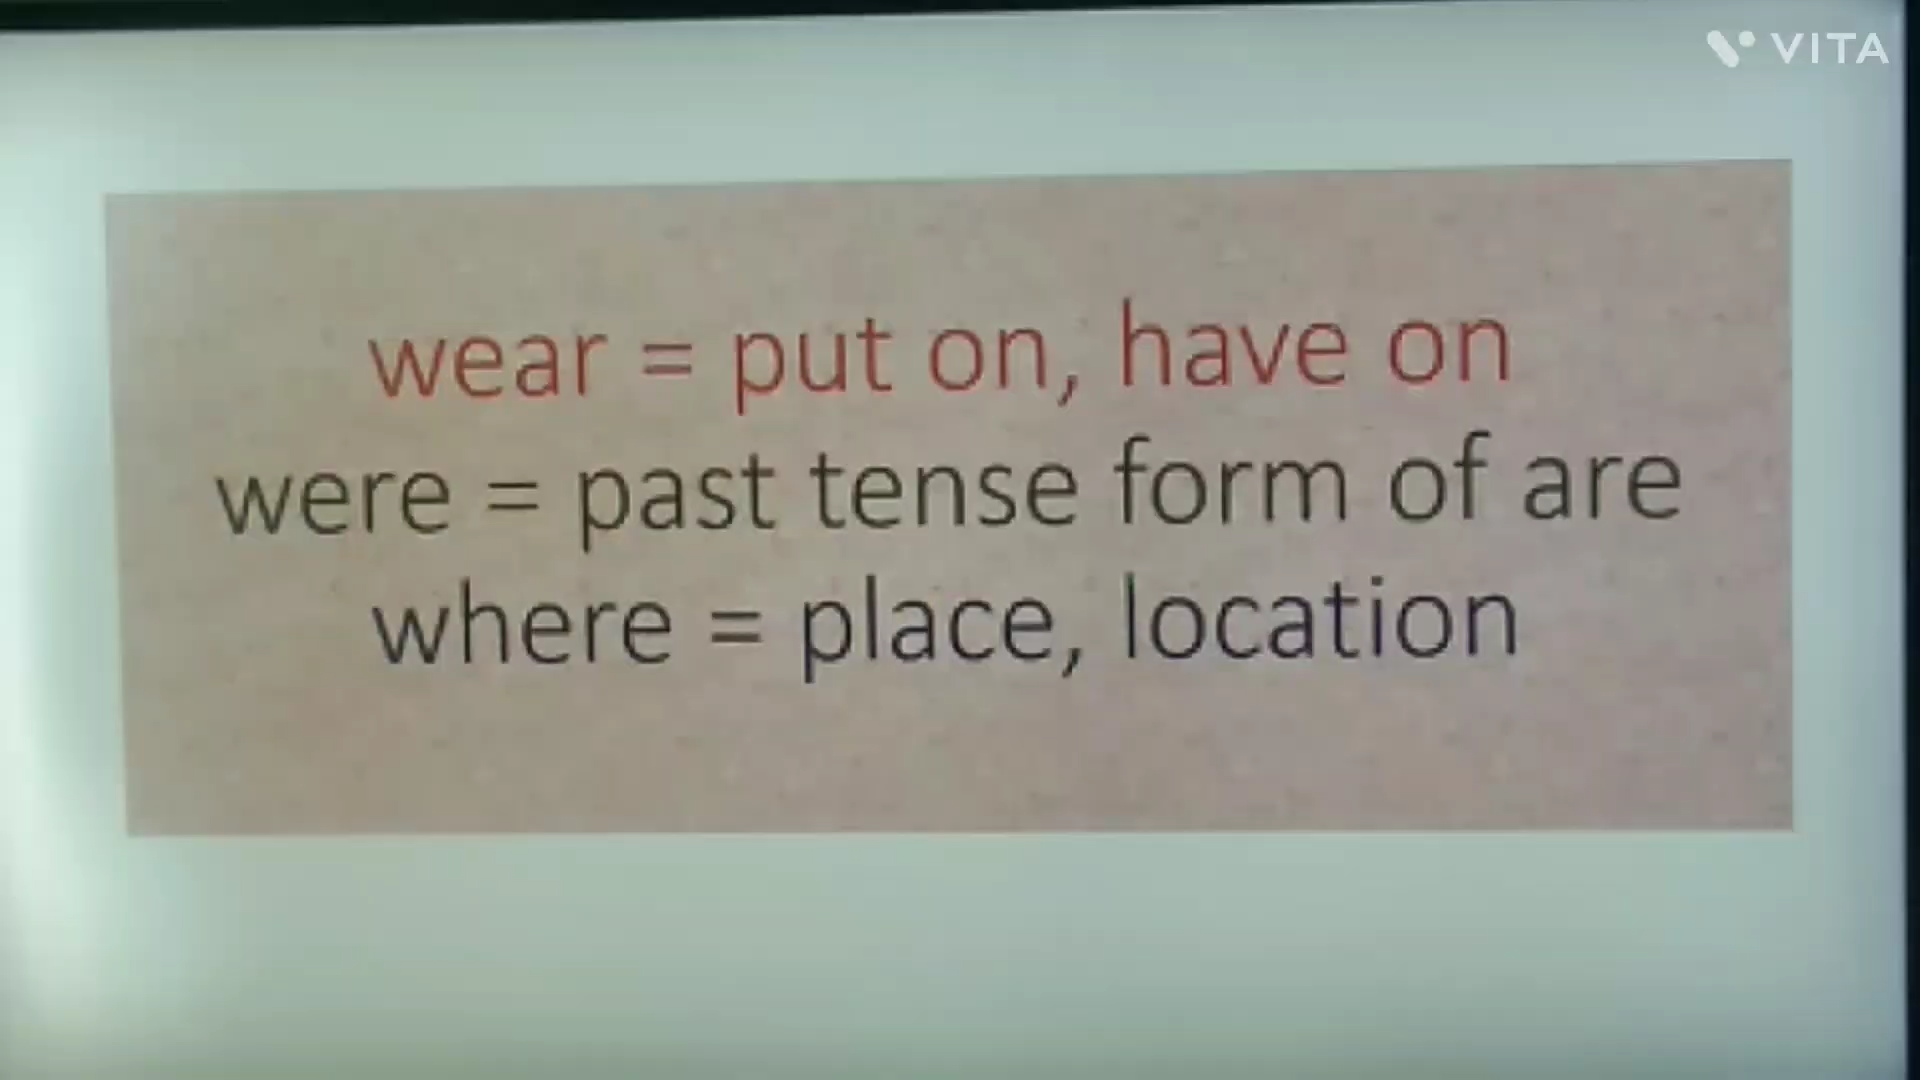 VITA
wear = put on, have on
were = past tense form of are
where = place, location